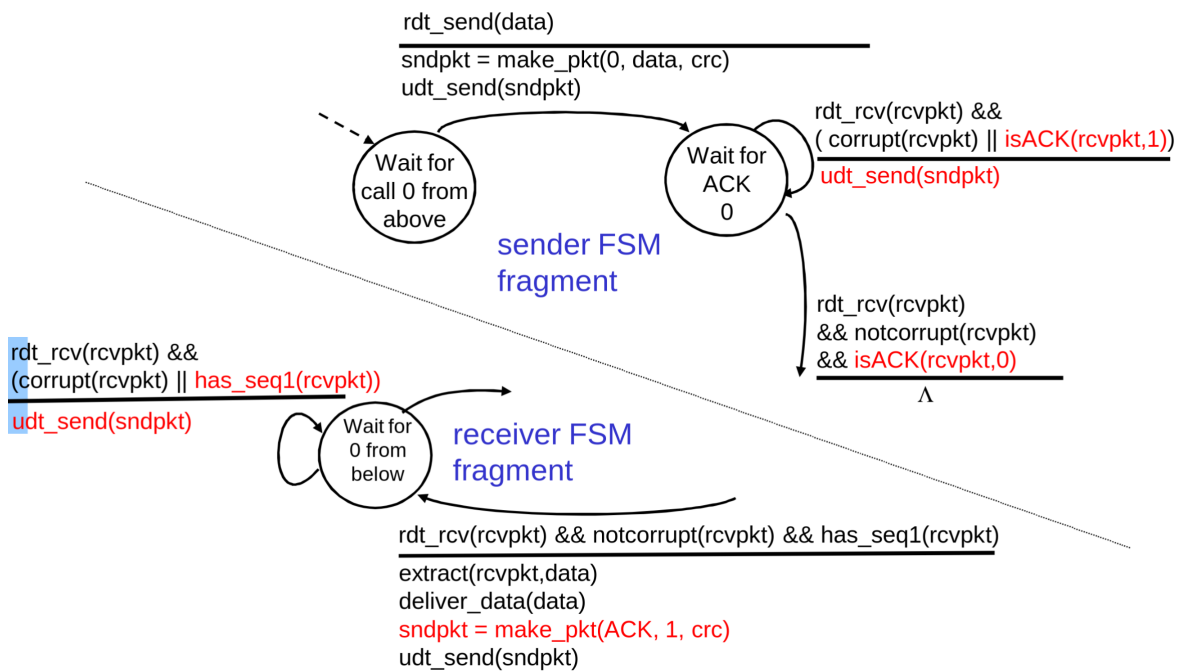 rdt_send(data)
sndpkt = make_pkt(0, data, crc)
udt_send(sndpkt)
Wait for
call 0 from
above
Wait for
ACK
0
rdt_rcv(rcvpkt) &&
( corrupt(rcvpkt) || isACK(rcvpkt,1))
udt_send(sndpkt)
sender FSM
fragment
rdt_rcv(rcvpkt)
&& notcorrupt(rcvpkt)
&& isACK(rcvpkt,0)
Λ
rdt_rcv(rcvpkt) &&
(corrupt(rcvpkt) || has_seq1(rcvpkt))
udt_send(sndpkt)
Wait for
0 from
below
receiver FSM
fragment
rdt_rcv(rcvpkt) && notcorrupt(rcvpkt) && has_seq1(rcvpkt)
extract(rcvpkt,data)
deliver_data(data)
sndpkt = make_pkt(ACK, 1, crc)
udt_send(sndpkt)